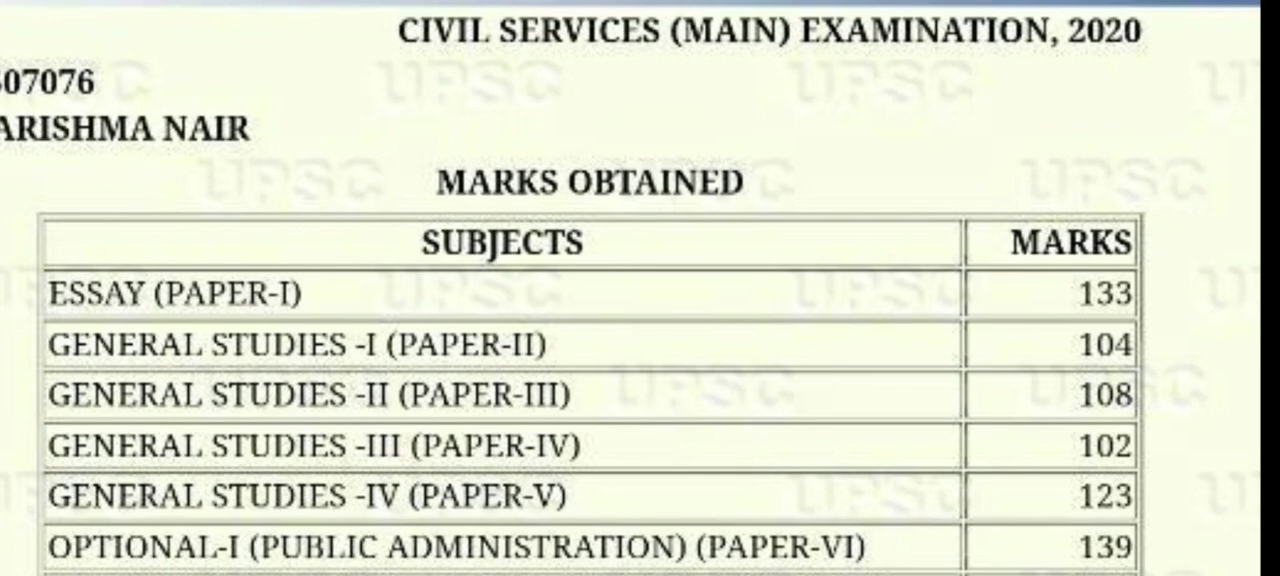 CIVIL SERVICES (MAIN) EXAMINATION, 2020
07076
ARISHMA NAIR
MARKS OBTAINED
SUBJECTS MARKS
ESSAY (PAPER-I) 133
GENERAL STUDIES -I (PAPER-II) 104
GENERAL STUDIES -II (PAPER-III) 108
GENERAL STUDIES -III (PAPER-IV) 102
GENERAL STUDIES -IV (PAPER-V) 123
OPTIONAL-I (PUBLIC ADMINISTRATION) (PAPER-VI) 139